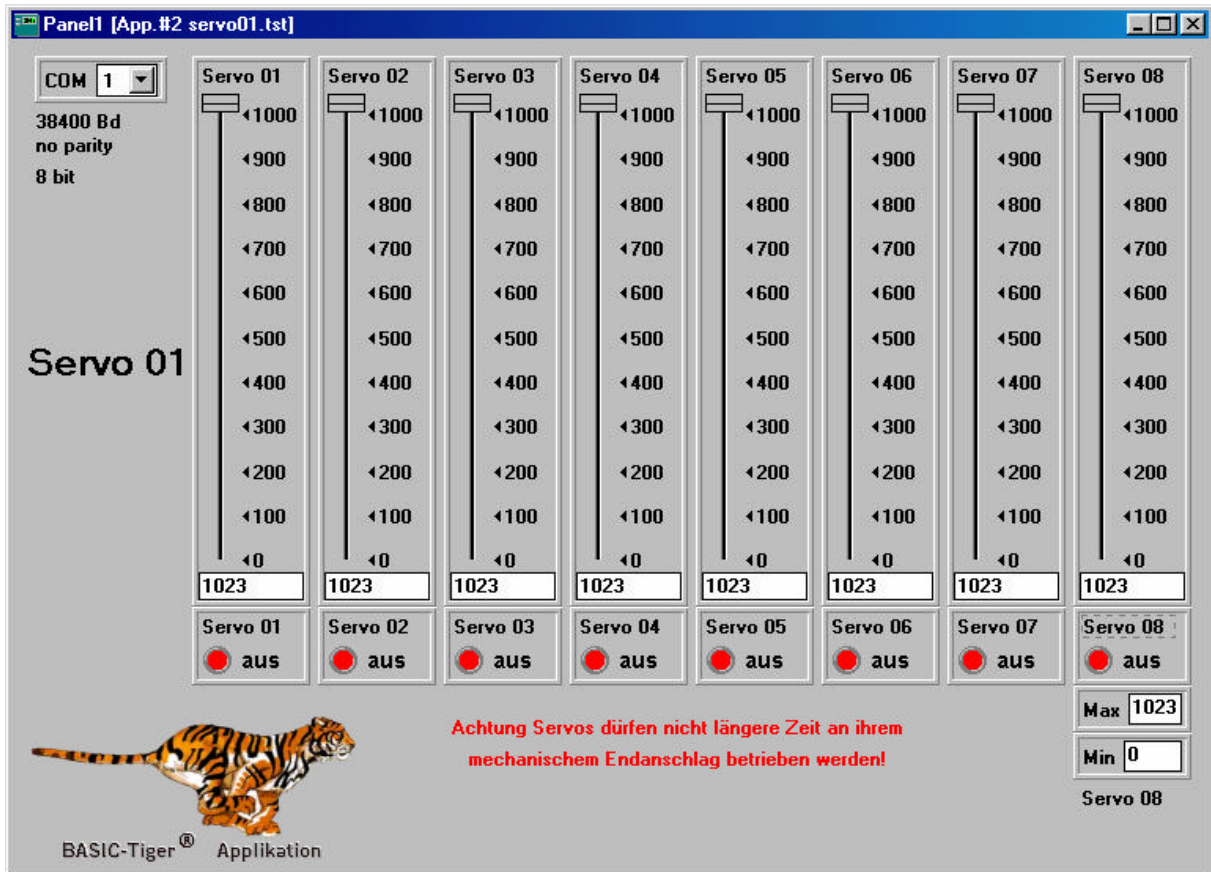 Panel1 [App.#2 servo01.tst]
COM 1
38400 Bd
no parity
8 bit
Servo 01
Servo 01 Servo 02 Servo 03 Servo 04 Servo 05 Servo 06 Servo 07 Servo 08
1000 1000 1000 1000 1000 1000 1000 1000
900 900 900 900 900 900 900 900
800 800 800 800 800 800 800 800
700 700 700 700 700 700 700 700
600 600 600 600 600 600 600 600
500 500 500 500 500 500 500 500
400 400 400 400 400 400 400 400
300 300 300 300 300 300 300 300
200 200 200 200 200 200 200 200
100 100 100 100 100 100 100 100
0 0 0 0 0 0 0 0
1023 1023 1023 1023 1023 1023 1023 1023
Servo 01 Servo 02 Servo 03 Servo 04 Servo 05 Servo 06 Servo 07 Servo 08
aus aus aus aus aus aus aus aus
Max 1023
Min 0
Servo 08
Achtung Servos dürfen nicht längere Zeit an ihrem
mechanischem Endanschlag betrieben werden!
BASIC-Tiger® Applikation